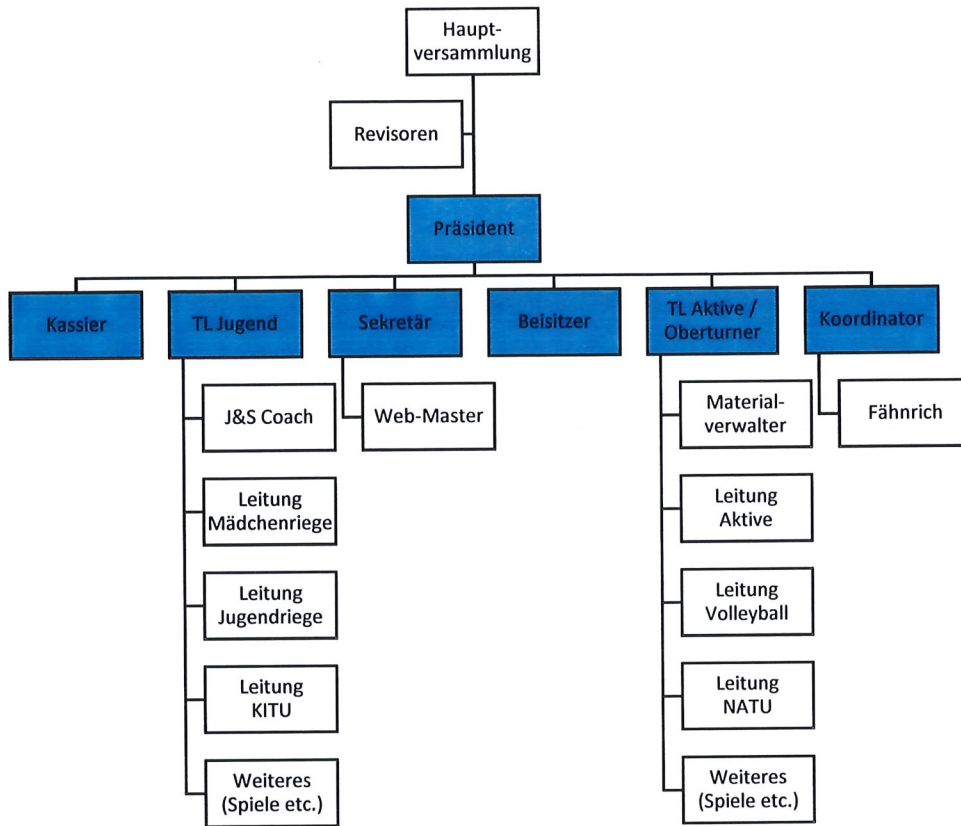 Haupt-
versammlung
Revisoren
Präsident
Kassier
TL Jugend
Sekretär
Beisitzer
TL Aktive /
Oberturner
Koordinator
J&S Coach
Web-Master
Material-
verwalter
Fähnrich
Leitung
Mädchenriege
Leitung
Aktive
Leitung
Jugendriege
Leitung
Volleyball
Leitung
KITU
Leitung
NATU
Weiteres
(Spiele etc.)
Weiteres
(Spiele etc.)